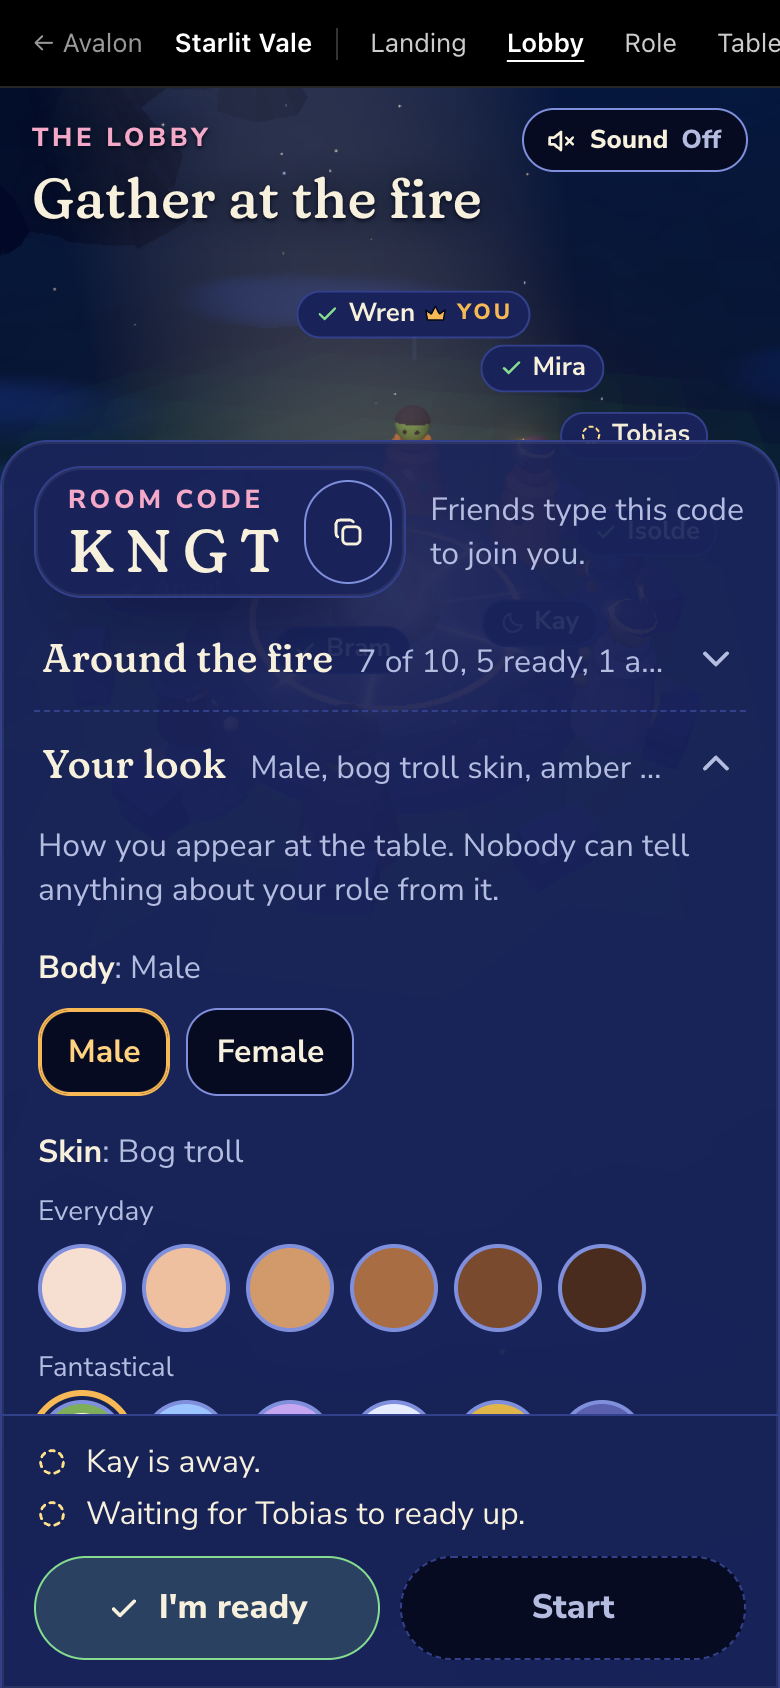 ← Avalon Starlit Vale Landing Lobby Role Table
THE LOBBY
Sound Off
Gather at the fire
Wren YOU
Mira
Tobias
ROOM CODE
KNGT
Friends type this code
to join you.
Isolde
Kay
Bram
Around the fire 7 of 10, 5 ready, 1 a...
Your look Male, bog troll skin, amber ...
How you appear at the table. Nobody can tell
anything about your role from it.
Body: Male
Male Female
Skin: Bog troll
Everyday
Fantastical
Kay is away.
Waiting for Tobias to ready up.
I'm ready Start